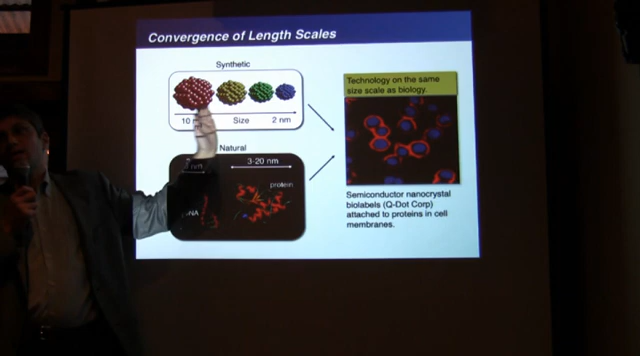 Convergence of Length Scales
Synthetic
10 Size 2 nm
Technology on the same
size scale as biology.
Natural
nm 3-20 nm
protein
Semiconductor nanocrystal
biolabels (Q-Dot Corp)
attached to proteins in cell
membranes.